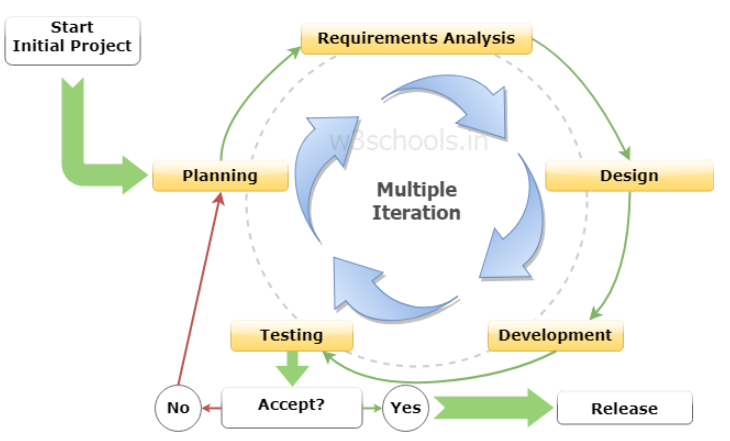 Start
Initial Project
Requirements Analysis
w3schools.in
Planning
Multiple
Iteration
Design
Testing
Development
No
Accept?
Yes
Release